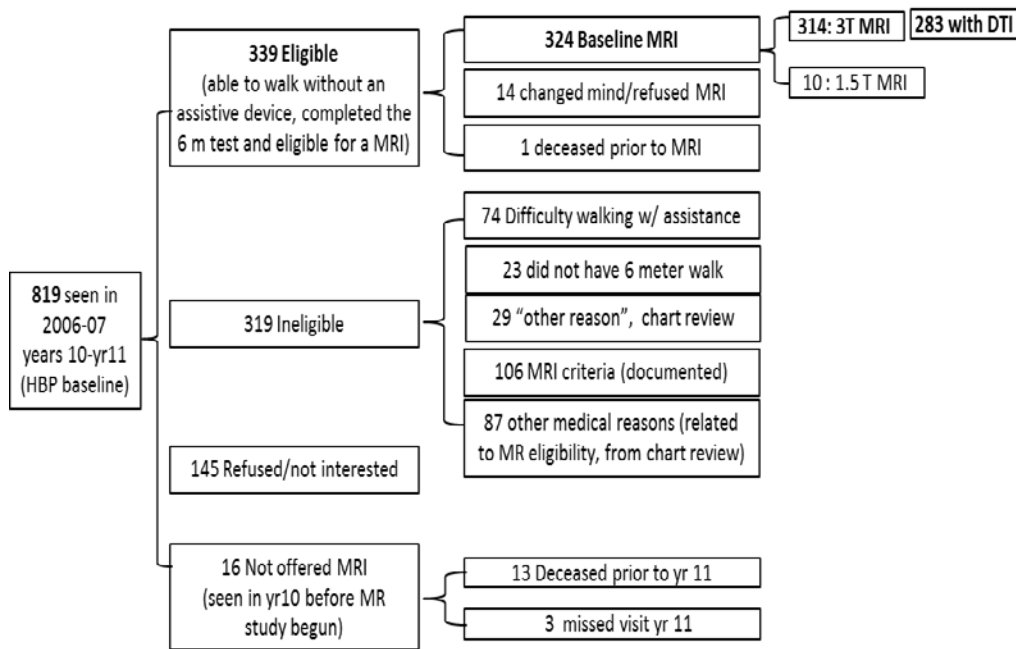 819 seen in
2006-07
years 10-yr11
(HBP baseline)
339 Eligible
(able to walk without an
assistive device, completed the
6 m test and eligible for a MRI)
324 Baseline MRI
314: 3T MRI
283 with DTI
10 : 1.5 T MRI
14 changed mind/refused MRI
1 deceased prior to MRI
319 Ineligible
74 Difficulty walking w/ assistance
23 did not have 6 meter walk
29 “other reason”, chart review
106 MRI criteria (documented)
87 other medical reasons (related
to MR eligibility, from chart review)
145 Refused/not interested
16 Not offered MRI
(seen in yr10 before MR
study begun)
13 Deceased prior to yr 11
3 missed visit yr 11